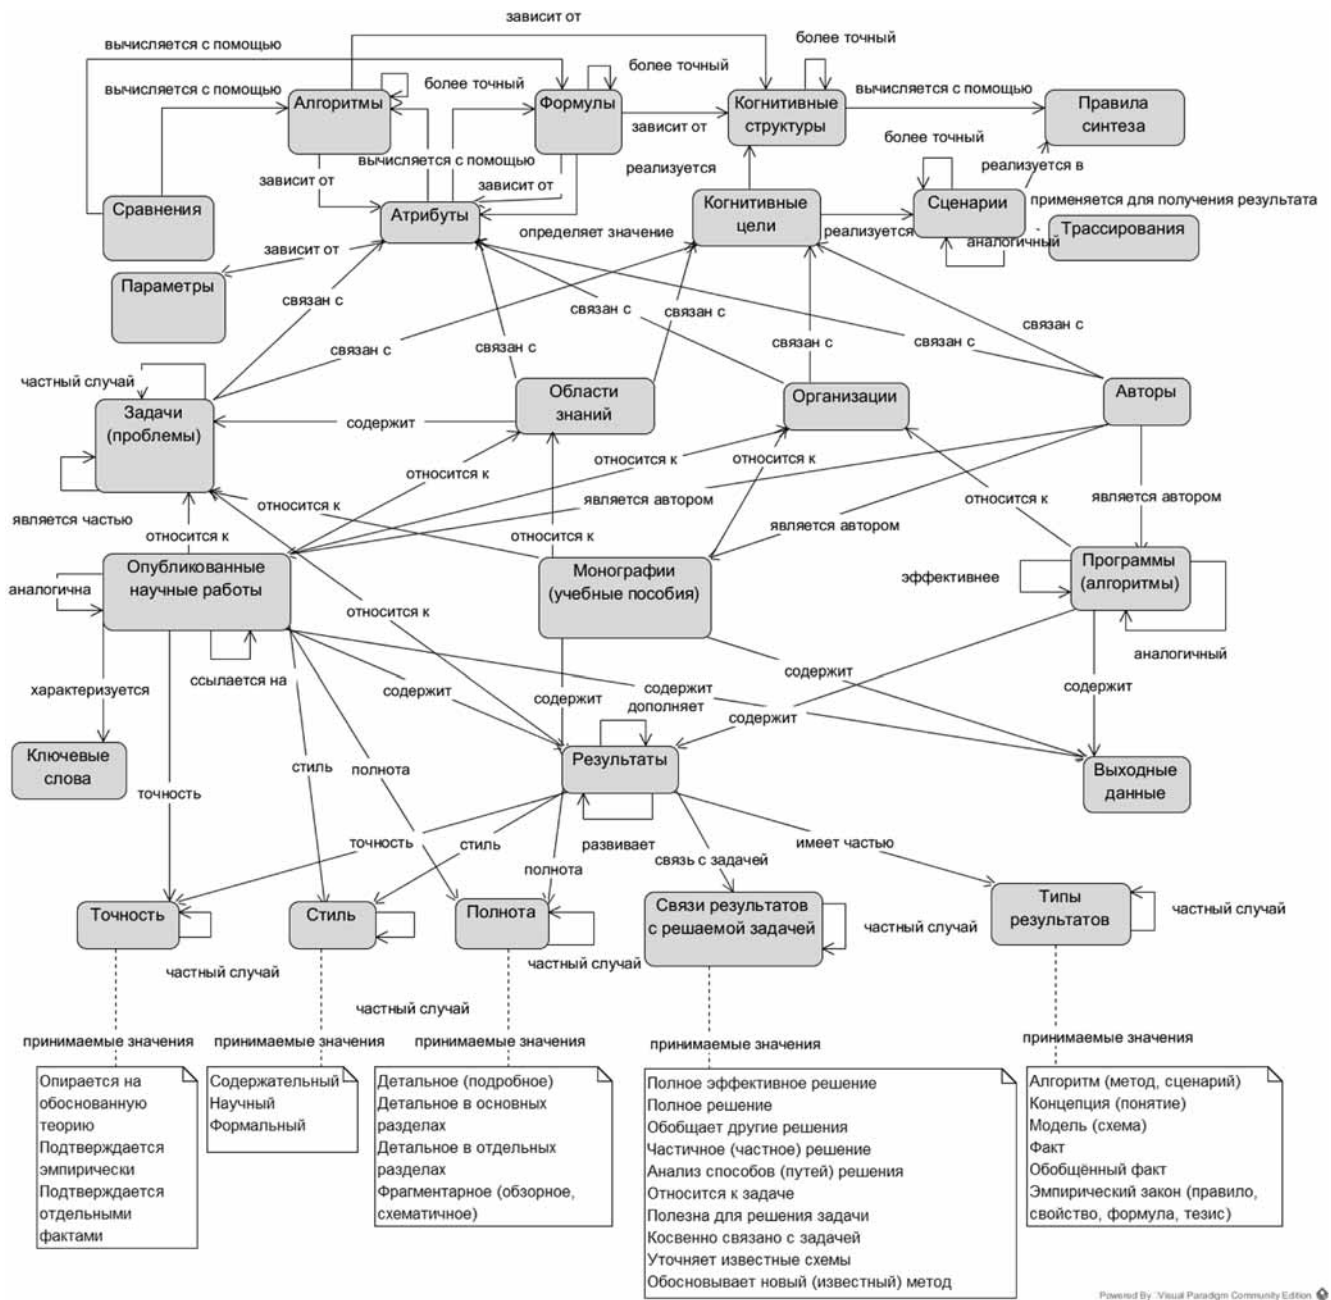 зависит от
вычисляется с помощью
более точный
более точный
более точный
вычисляется с помощью
вычисляется с помощью
Алгоритмы
Формулы
Когнитивные
структуры
Правила
синтеза
зависит от
более точный
вычисляется с помощью
реализуется
реализуется в
зависит от
зависит от
Сравнения
Атрибуты
Когнитивные
цели
Сценарии
применяется для получения результата
определяет значение
реализуется
аналогичный
Трассирования
зависит от
Параметры
связан с
связан с
связан с
связан с
связан с
связан с
связан с
связан с
частный случай
Задачи
(проблемы)
Области
знаний
Организации
Авторы
содержит
относится к
относится к
относится к
является автором
относится к
является автором
является частью
относится к
относится к
относится к
является автором
Опубликованные
научные работы
Монографии
(учебные пособия)
Программы
(алгоритмы)
аналогична
эффективнее
относится к
аналогичный
характеризуется
ссылается на
содержит
содержит
содержит
дополняет
содержит
содержит
содержит
Ключевые
слова
стиль
полнота
Результаты
Выходные
данные
точность
точность
стиль
развивает
имеет частью
связь с задачей
полнота
Точность
Стиль
Полнота
Связи результатов
с решаемой задачей
Типы
результатов
частный случай
частный случай
частный случай
частный случай
частный случай
принимаемые значения
принимаемые значения
принимаемые значения
принимаемые значения
принимаемые значения
Опирается на
обоснованную
теорию
Подтверждается
эмпирически
Подтверждается
отдельными
фактами
Содержательный
Научный
Формальный
Детальное (подробное)
Детальное в основных
разделах
Детальное в отдельных
разделах
Фрагментарное (обзорное,
схематичное)
Полное эффективное решение
Полное решение
Обобщает другие решения
Частичное (частное) решение
Анализ способов (путей) решения
Относится к задаче
Полезна для решения задачи
Косвенно связано с задачей
Уточняет известные схемы
Обосновывает новый (известный) метод
Алгоритм (метод, сценарий)
Концепция (понятие)
Модель (схема)
Факт
Обобщённый факт
Эмпирический закон (правило,
свойство, формула, тезис)
Powered By Visual Paradigm Community Edition